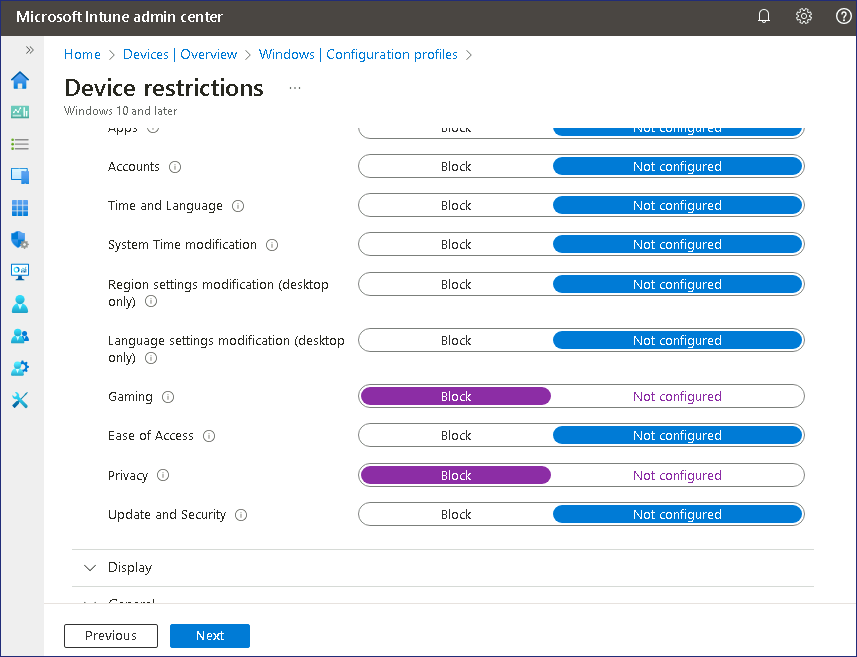 Microsoft Intune admin center
Home > Devices | Overview > Windows | Configuration profiles >
Device restrictions ...
Windows 10 and later
Apps Block Not configured
Accounts Block Not configured
Time and Language Block Not configured
System Time modification Block Not configured
Region settings modification (desktop
only) Block Not configured
Language settings modification (desktop
only) Block Not configured
Gaming Block Not configured
Ease of Access Block Not configured
Privacy Block Not configured
Update and Security Block Not configured
Display
General
Previous Next